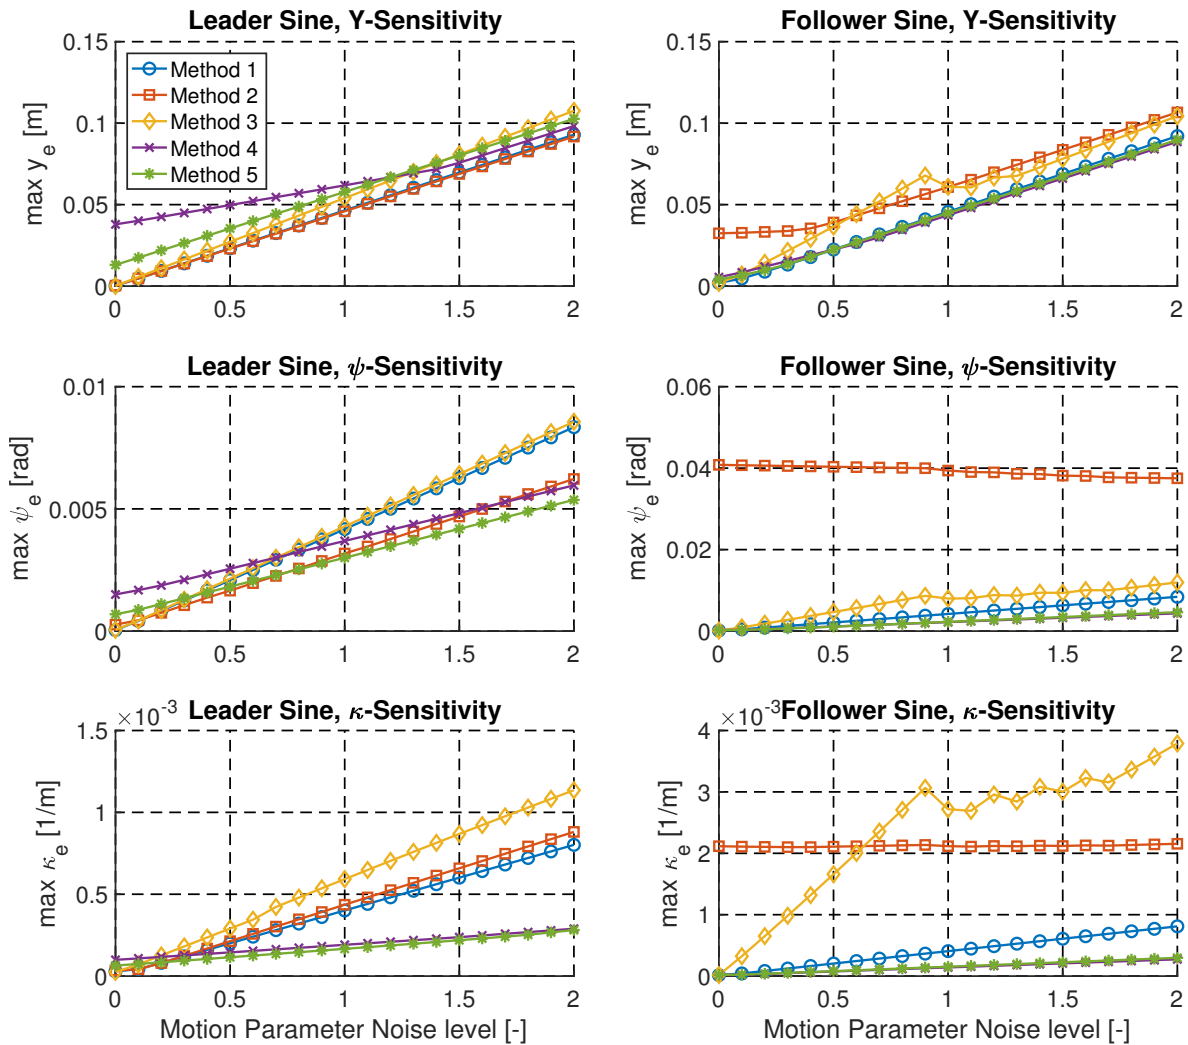 Leader Sine, Y-Sensitivity
0.15
0.1
0.05
0
max y_e [m]
Method 1
Method 2
Method 3
Method 4
Method 5
0 0.5 1 1.5 2
Follower Sine, Y-Sensitivity
0.15
0.1
0.05
0
max y_e [m]
0 0.5 1 1.5 2
Leader Sine, ψ-Sensitivity
0.01
0.005
0
max ψ_e [rad]
0 0.5 1 1.5 2
Follower Sine, ψ-Sensitivity
0.06
0.04
0.02
0
max ψ_e [rad]
0 0.5 1 1.5 2
Leader Sine, κ-Sensitivity
×10^-3
1.5
1
0.5
0
max κ_e [1/m]
0 0.5 1 1.5 2
Motion Parameter Noise level [-]
Follower Sine, κ-Sensitivity
×10^-3
4
3
2
1
0
max κ_e [1/m]
0 0.5 1 1.5 2
Motion Parameter Noise level [-]